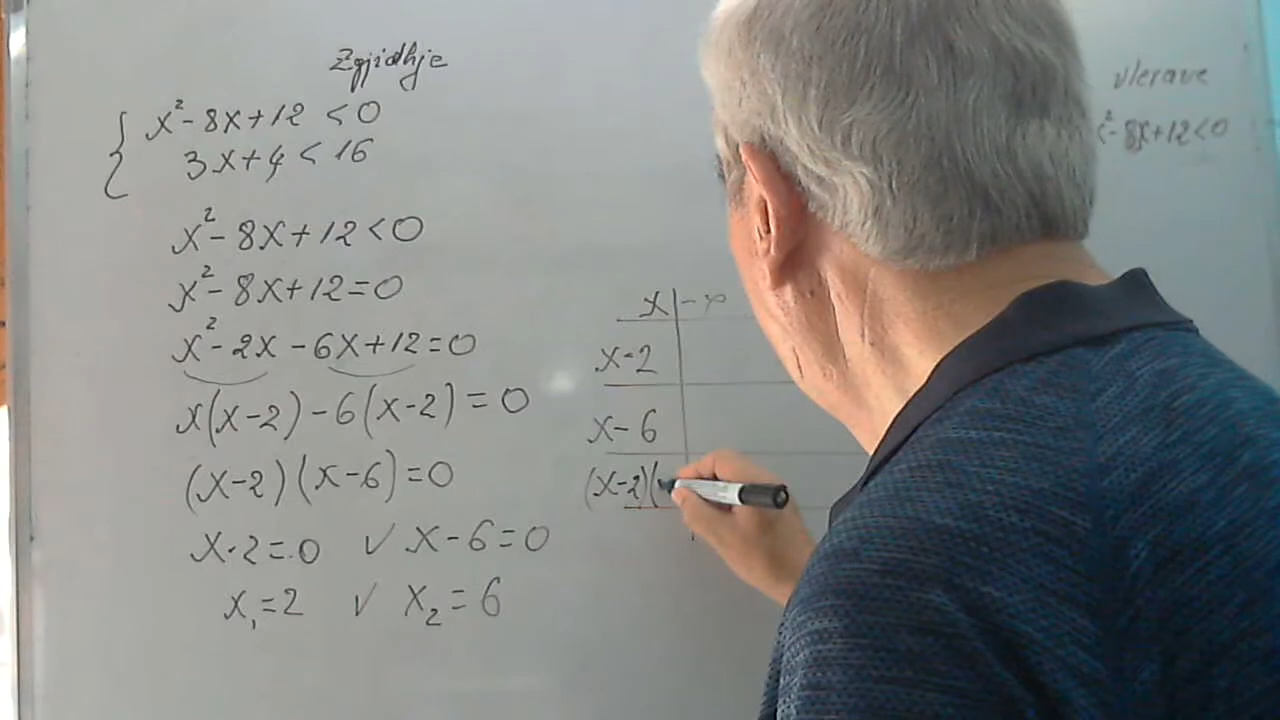 Zgjidhje
x²-8x+12<0
3x+4<16
x²-8x+12<0
x²-8x+12=0
x²-2x-6x+12=0
x(x-2)-6(x-2)=0
(x-2)(x-6)=0
x-2=0 ∨ x-6=0
x₁=2 ∨ x₂=6
x -∞
x-2
x-6
(x-2)(
vlerave
x²-8x+12<0